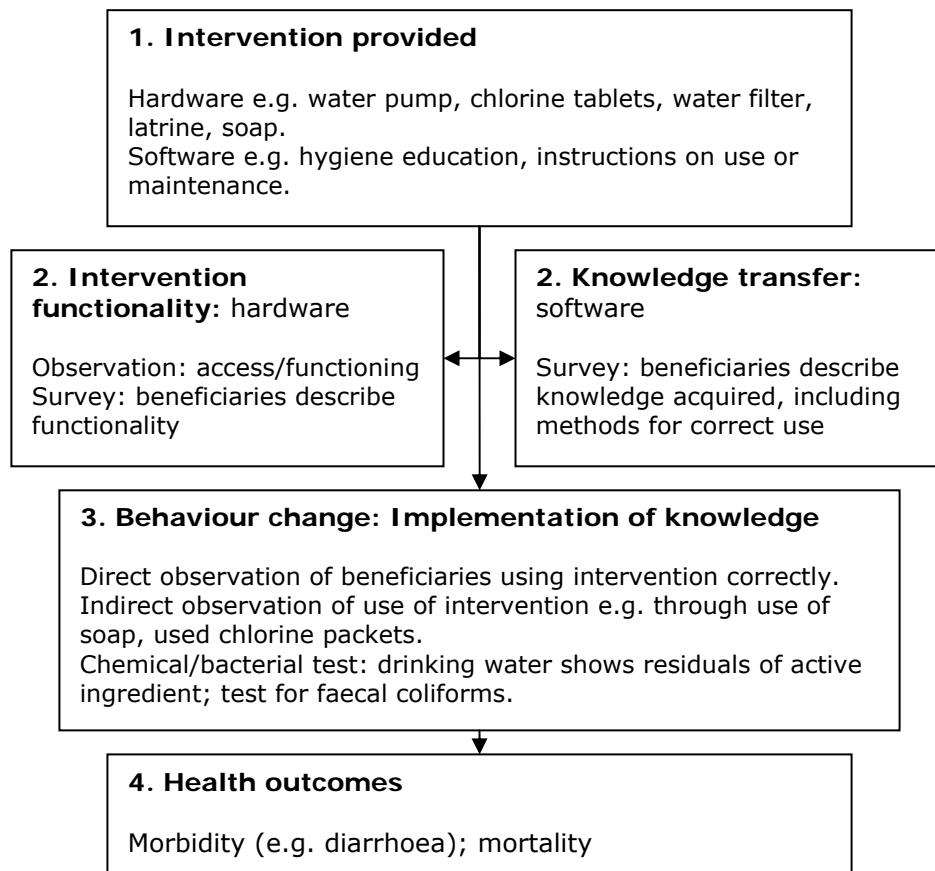 1. Intervention provided
Hardware e.g. water pump, chlorine tablets, water filter,
latrine, soap.
Software e.g. hygiene education, instructions on use or
maintenance.
2. Intervention
functionality: hardware
Observation: access/functioning
Survey: beneficiaries describe
functionality
2. Knowledge transfer:
software
Survey: beneficiaries describe
knowledge acquired, including
methods for correct use
3. Behaviour change: Implementation of knowledge
Direct observation of beneficiaries using intervention correctly.
Indirect observation of use of intervention e.g. through use of
soap, used chlorine packets.
Chemical/bacterial test: drinking water shows residuals of active
ingredient; test for faecal coliforms.
4. Health outcomes
Morbidity (e.g. diarrhoea); mortality